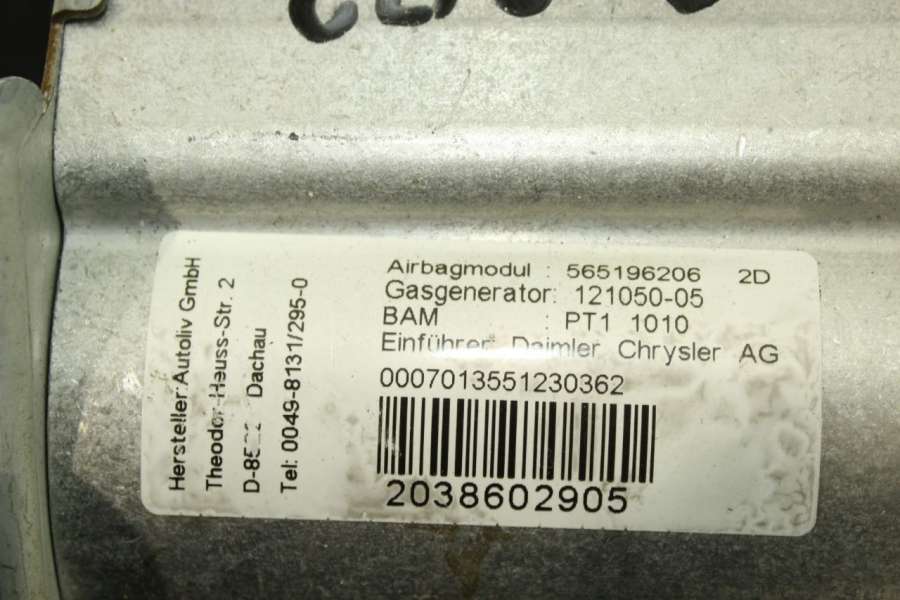 Hersteller: Autoliv GmbH
Theodor-Heuss-Str. 2
Dachau
Tel: 0049-8131/295-0
Airbagmodul : 565196206 2D
Gasgenerator: 121050-05
BAM : PT1 1010
Einführer: Daimler Chrysler AG
0007013551230362
2038602905